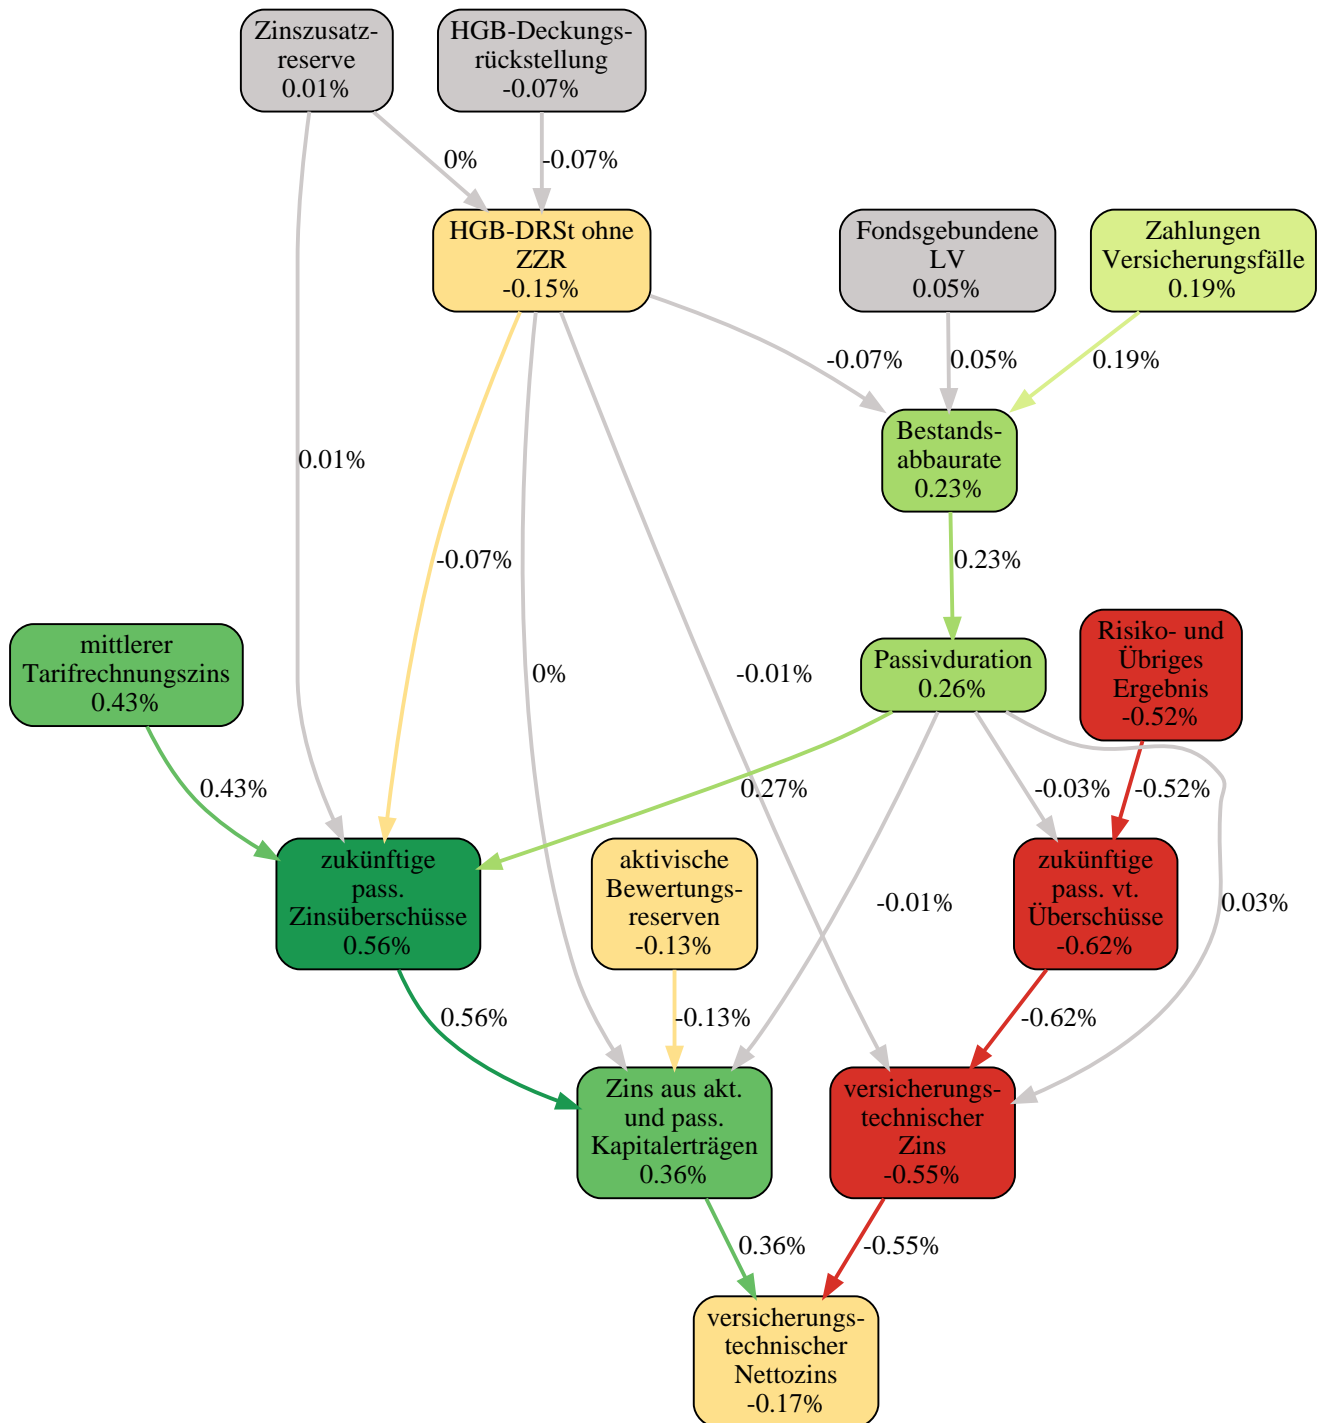 Zinszusatz-
reserve
0.01%
HGB-Deckungs-
rückstellung
-0.07%
0%
-0.07%
HGB-DRSt ohne
ZZR
-0.15%
Fondsgebundene
LV
0.05%
Zahlungen
Versicherungsfälle
0.19%
-0.07%
0.05%
0.19%
0.01%
Bestands-
abbaurate
0.23%
-0.07%
0.23%
mittlerer
Tarifrechnungszins
0.43%
0%
-0.01%
Passivduration
0.26%
Risiko- und
Übriges
Ergebnis
-0.52%
0.43%
0.27%
-0.03%
-0.52%
zukünftige
pass.
Zinsüberschüsse
0.56%
aktivische
Bewertungs-
reserven
-0.13%
-0.01%
zukünftige
pass. vt.
Überschüsse
-0.62%
0.03%
0.56%
-0.13%
-0.62%
Zins aus akt.
und pass.
Kapitalerträgen
0.36%
versicherungs-
technischer
Zins
-0.55%
0.36%
-0.55%
versicherungs-
technischer
Nettozins
-0.17%